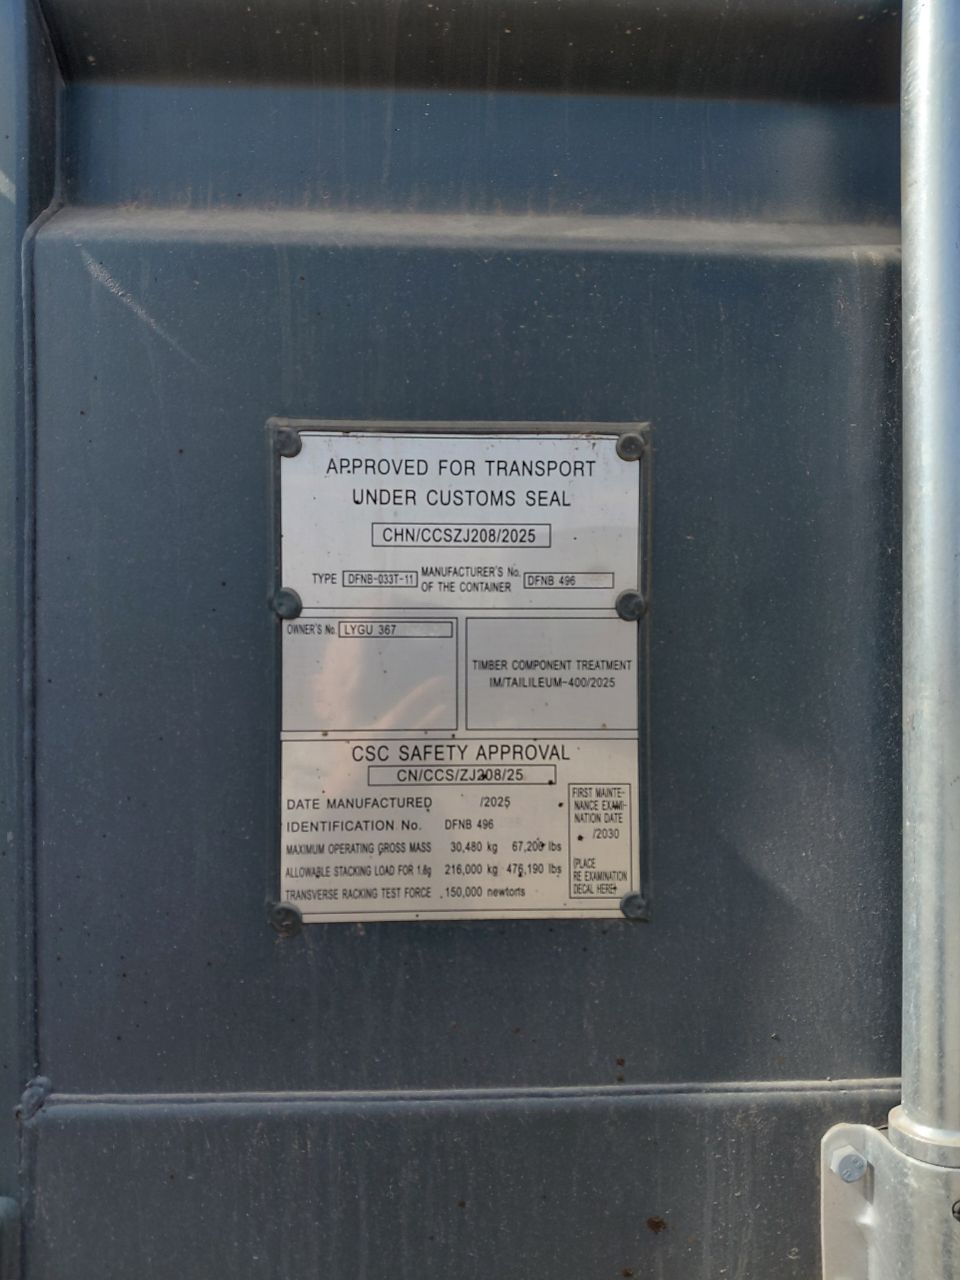 APPROVED FOR TRANSPORT
UNDER CUSTOMS SEAL
CHN/CCSZJ208/2025
TYPE DFNB-033T-11 MANUFACTURER'S No. OF THE CONTAINER DFNB 496
OWNER'S No. LYGU 367
TIMBER COMPONENT TREATMENT
IM/TAILILEUM-400/2025
CSC SAFETY APPROVAL
CN/CCS/ZJ208/25
DATE MANUFACTURED /2025
IDENTIFICATION No. DFNB 496
MAXIMUM OPERATING GROSS MASS 30,480 kg 67,200 lbs
ALLOWABLE STACKING LOAD FOR 1.8g 216,000 kg 476,190 lbs
TRANSVERSE RACKING TEST FORCE 150,000 newtorts
FIRST MAINTE-
NANCE EXAMI-
NATION DATE
/2030
PLACE
RE EXAMINATION
DECAL HERE